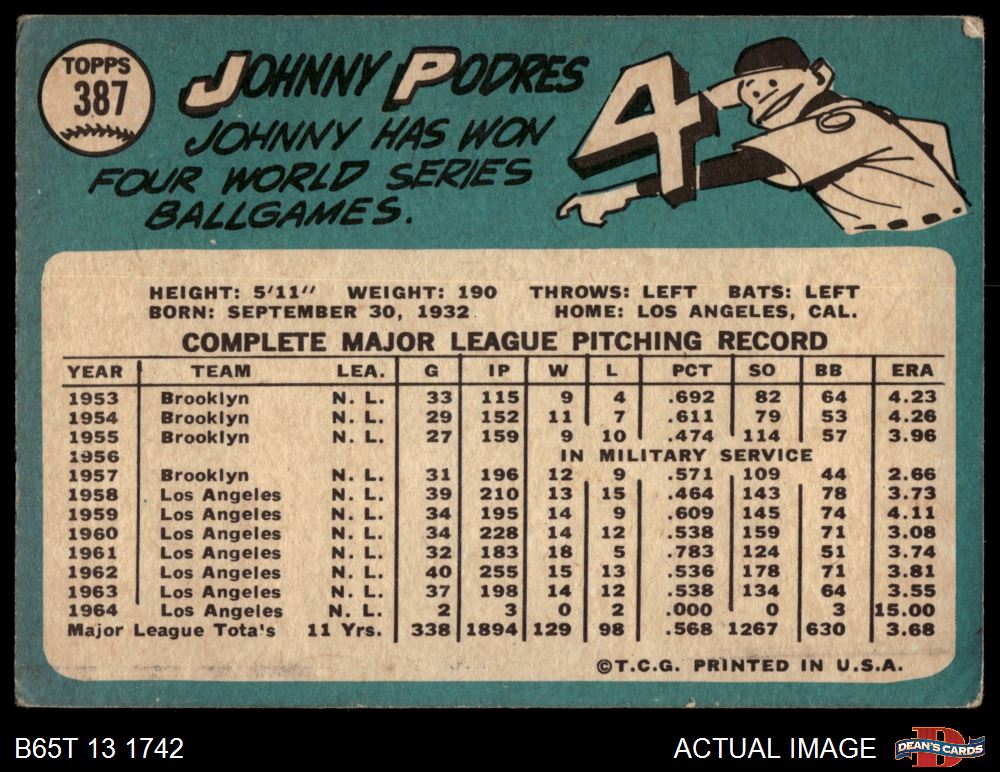 TOPPS
387
JOHNNY PODRES
JOHNNY HAS WON
FOUR WORLD SERIES
BALLGAMES.
4
HEIGHT: 5'11" WEIGHT: 190 THROWS: LEFT BATS: LEFT
BORN: SEPTEMBER 30, 1932 HOME: LOS ANGELES, CAL.
COMPLETE MAJOR LEAGUE PITCHING RECORD
YEAR TEAM LEA. G IP W L PCT SO BB ERA
1953 Brooklyn N. L. 33 115 9 4 .692 82 64 4.23
1954 Brooklyn N. L. 29 152 11 7 .611 79 53 4.26
1955 Brooklyn N. L. 27 159 9 10 .474 114 57 3.96
1956 IN MILITARY SERVICE
1957 Brooklyn N. L. 31 196 12 9 .571 109 44 2.66
1958 Los Angeles N. L. 39 210 13 15 .464 143 78 3.73
1959 Los Angeles N. L. 34 195 14 9 .609 145 74 4.11
1960 Los Angeles N. L. 34 228 14 12 .538 159 71 3.08
1961 Los Angeles N. L. 32 183 18 5 .783 124 51 3.74
1962 Los Angeles N. L. 40 255 15 13 .536 178 71 3.81
1963 Los Angeles N. L. 37 198 14 12 .538 134 64 3.55
1964 Los Angeles N. L. 2 3 0 2 .000 0 3 15.00
Major League Tota's 11 Yrs. 338 1894 129 98 .568 1267 630 3.68
©T.C.G. PRINTED IN U.S.A.
B65T 13 1742 ACTUAL IMAGE DEAN'S CARDS